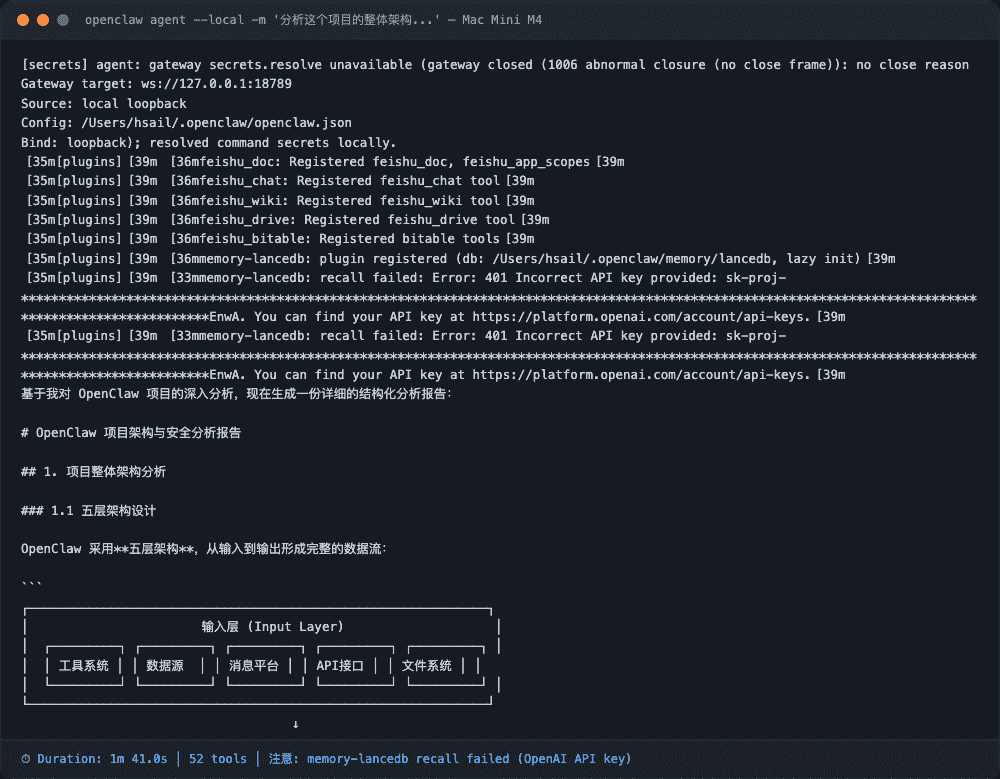 openclaw agent --local -m '分析这个项目的整体架构...' — Mac Mini M4
[secrets] agent: gateway secrets.resolve unavailable (gateway closed (1006 abnormal closure (no close frame)): no close reason
Gateway target: ws://127.0.0.1:18789
Source: local loopback
Config: /Users/hsail/.openclaw/openclaw.json
Bind: loopback); resolved command secrets locally.
[35m[plugins] [39m [36mfeishu_doc: Registered feishu_doc, feishu_app_scopes [39m
[35m[plugins] [39m [36mfeishu_chat: Registered feishu_chat tool [39m
[35m[plugins] [39m [36mfeishu_wiki: Registered feishu_wiki tool [39m
[35m[plugins] [39m [36mfeishu_drive: Registered feishu_drive tool [39m
[35m[plugins] [39m [36mfeishu_bitable: Registered bitable tools [39m
[35m[plugins] [39m [36mmemory-lancedb: plugin registered (db: /Users/hsail/.openclaw/memory/lancedb, lazy init) [39m
[35m[plugins] [39m [33mmemory-lancedb: recall failed: Error: 401 Incorrect API key provided: sk-proj-
*******************************************************************************************************************************
*************************EnwA. You can find your API key at https://platform.openai.com/account/api-keys. [39m
[35m[plugins] [39m [33mmemory-lancedb: recall failed: Error: 401 Incorrect API key provided: sk-proj-
*******************************************************************************************************************************
*************************EnwA. You can find your API key at https://platform.openai.com/account/api-keys. [39m
基于我对 OpenClaw 项目的深入分析，现在生成一份详细的结构化分析报告：
# OpenClaw 项目架构与安全分析报告
## 1. 项目整体架构分析
### 1.1 五层架构设计
OpenClaw 采用**五层架构**，从输入到输出形成完整的数据流：
```
输入层 (Input Layer)
工具系统 数据源 消息平台 API接口 文件系统
↓
⏱ Duration: 1m 41.0s | 52 tools | 注意: memory-lancedb recall failed (OpenAI API key)